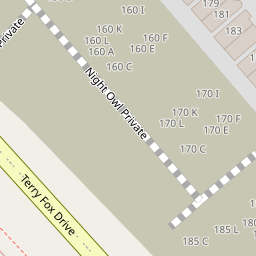 179
181
183
160 I
160 K
160 F
160 L
160 E
160 A
160 C
Private
Night Owl Private
170 I
170 K
170 F
170 L
170 E
170 C
Terry Fox Drive
185 L
185 C